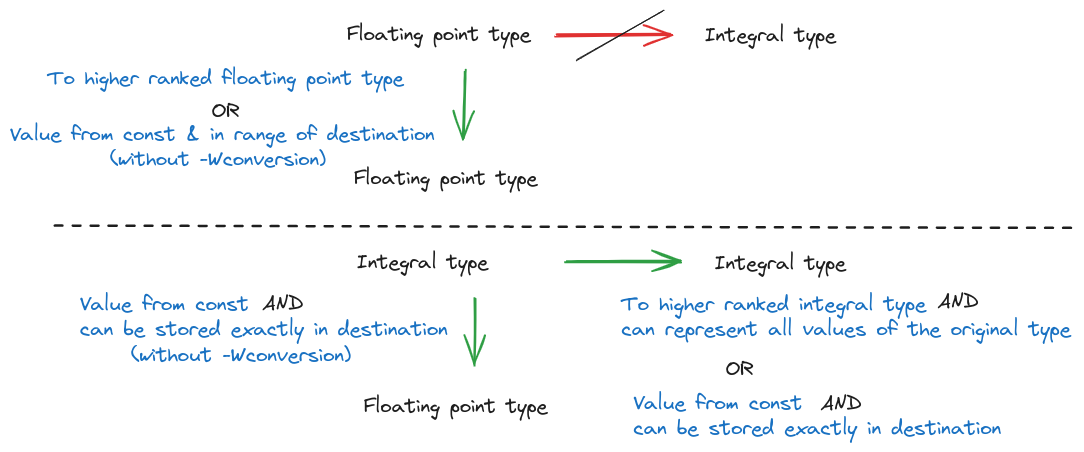 Floating point type
Integral type
To higher ranked floating point type
OR
Value from const & in range of destination
(without -Wconversion)
Floating point type
Integral type
Integral type
Value from const AND
can be stored exactly in destination
(without -Wconversion)
Floating point type
To higher ranked integral type AND
can represent all values of the original type
OR
Value from const AND
can be stored exactly in destination